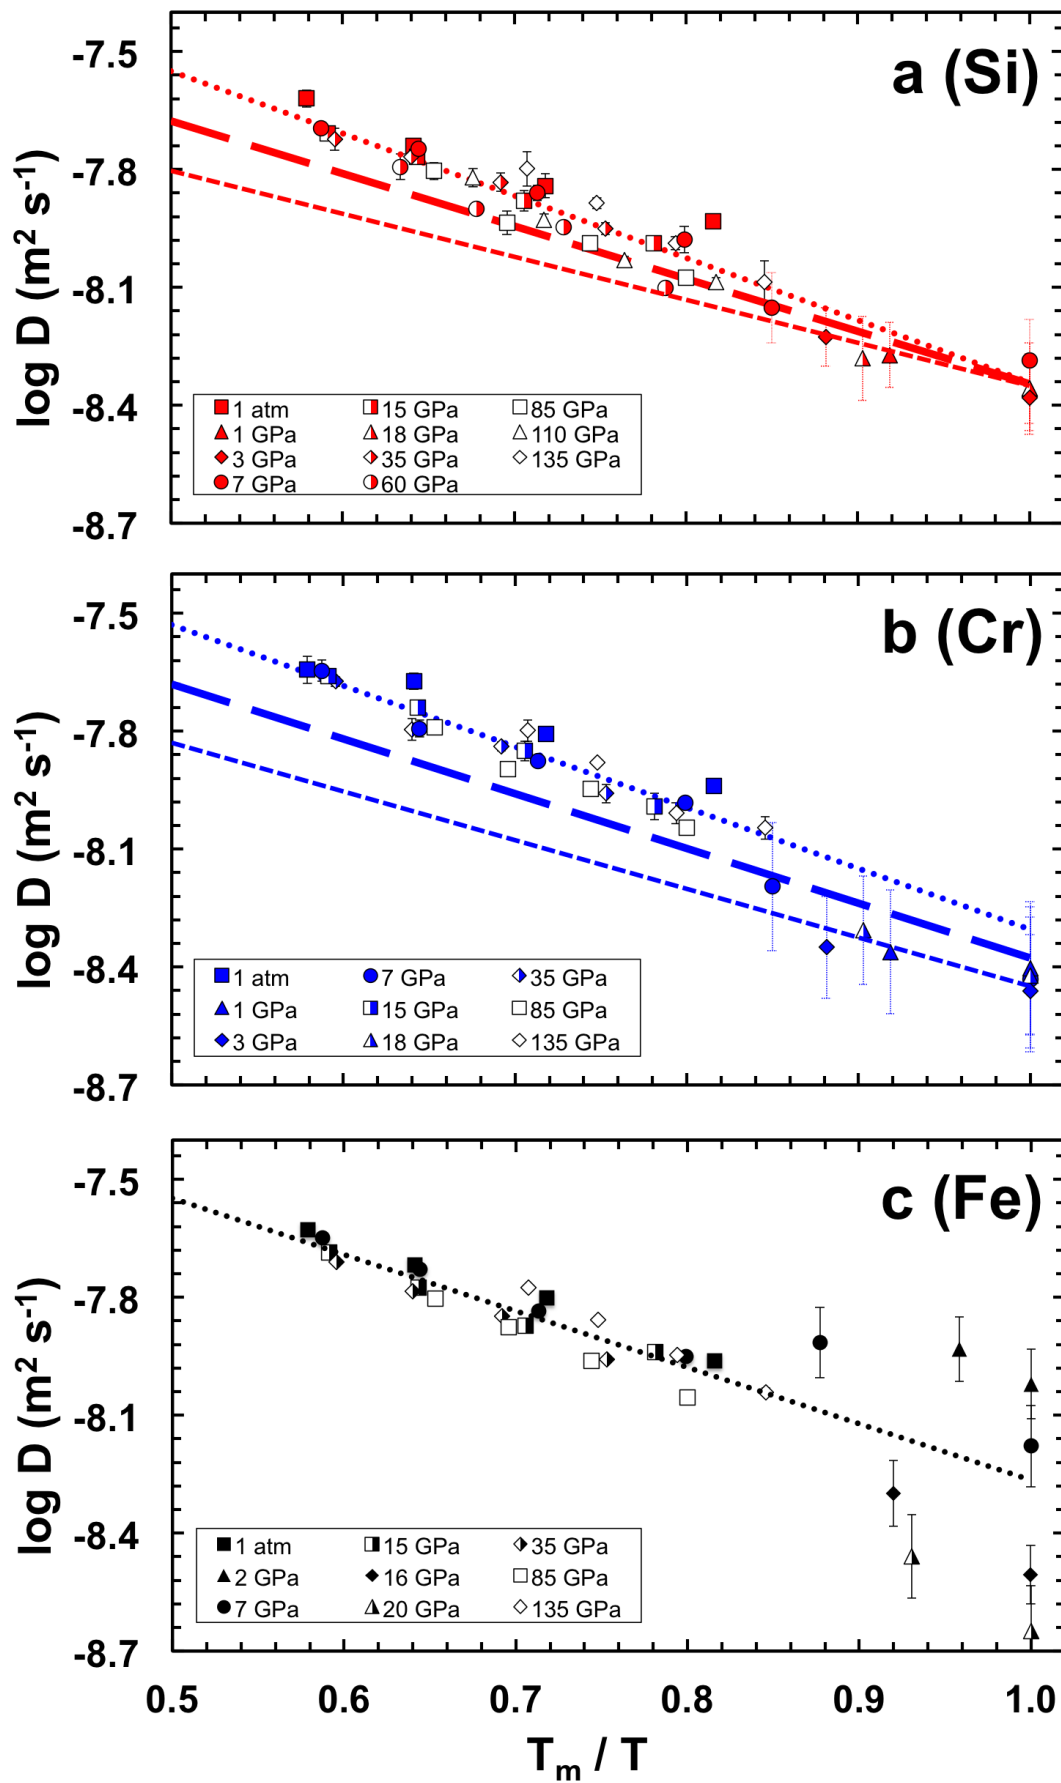 a (Si)
log D (m² s⁻¹)
-7.5
-7.8
-8.1
-8.4
-8.7
1 atm 15 GPa 85 GPa
1 GPa 18 GPa 110 GPa
3 GPa 35 GPa 135 GPa
7 GPa 60 GPa
b (Cr)
log D (m² s⁻¹)
-7.5
-7.8
-8.1
-8.4
-8.7
1 atm 7 GPa 35 GPa
1 GPa 15 GPa 85 GPa
3 GPa 18 GPa 135 GPa
c (Fe)
log D (m² s⁻¹)
-7.5
-7.8
-8.1
-8.4
-8.7
1 atm 15 GPa 35 GPa
2 GPa 16 GPa 85 GPa
7 GPa 20 GPa 135 GPa
0.5 0.6 0.7 0.8 0.9 1.0
Tₘ / T